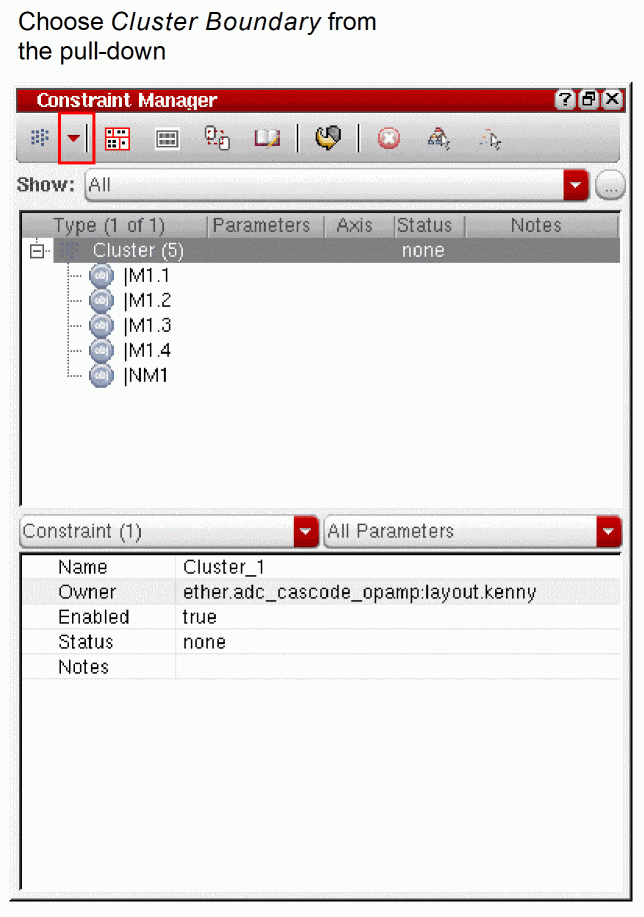 Choose Cluster Boundary from
the pull-down
Constraint Manager
Show: All ...
Type (1 of 1) Parameters Axis Status Notes
Cluster (5) none
|M1.1
|M1.2
|M1.3
|M1.4
|NM1
Constraint (1) All Parameters
Name Cluster_1
Owner ether.adc_cascode_opamp:layout.kenny
Enabled true
Status none
Notes